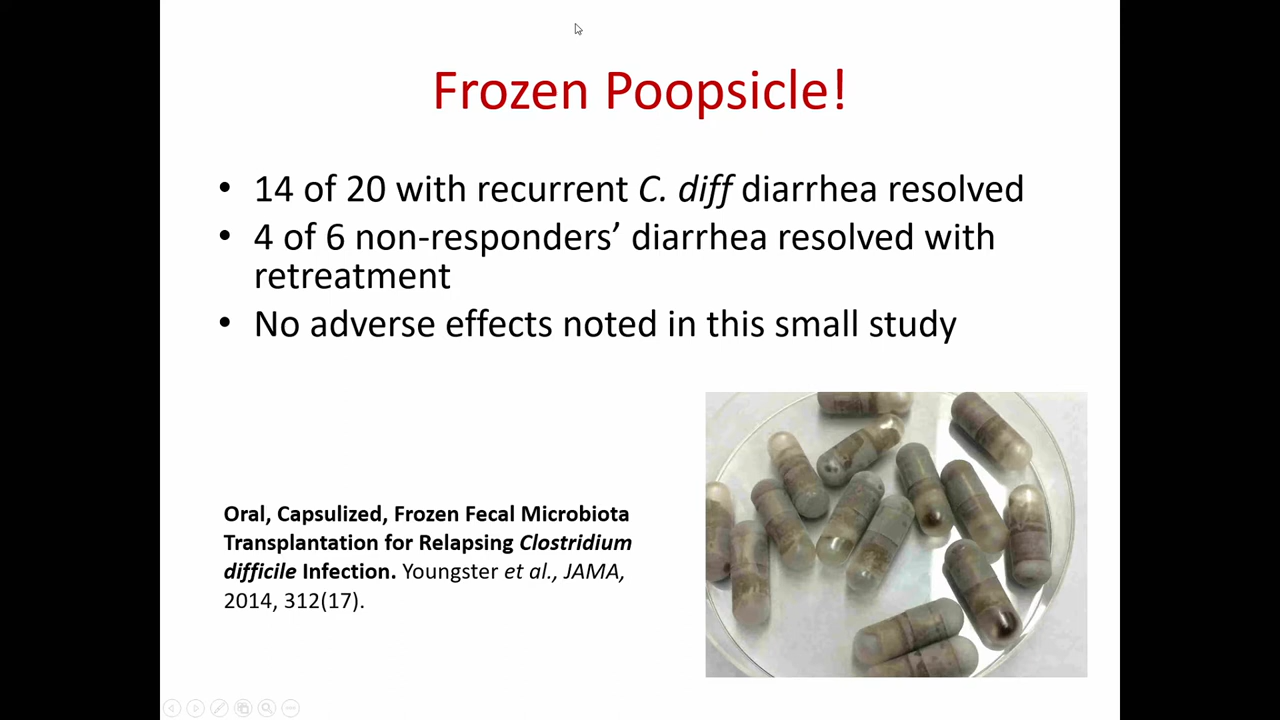 Frozen Poopsicle!
• 14 of 20 with recurrent C. diff diarrhea resolved
• 4 of 6 non-responders’ diarrhea resolved with
retreatment
• No adverse effects noted in this small study
Oral, Capsulized, Frozen Fecal Microbiota
Transplantation for Relapsing Clostridium
difficile Infection. Youngster et al., JAMA,
2014, 312(17).